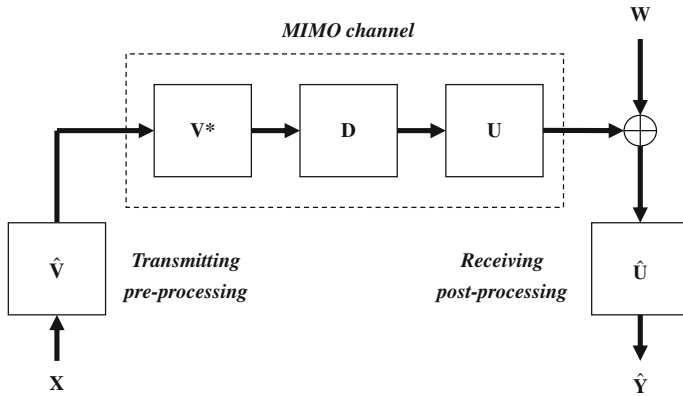 MIMO channel
W
V*
D
U
V̂
Transmitting
pre-processing
Receiving
post-processing
Û
X
Ŷ